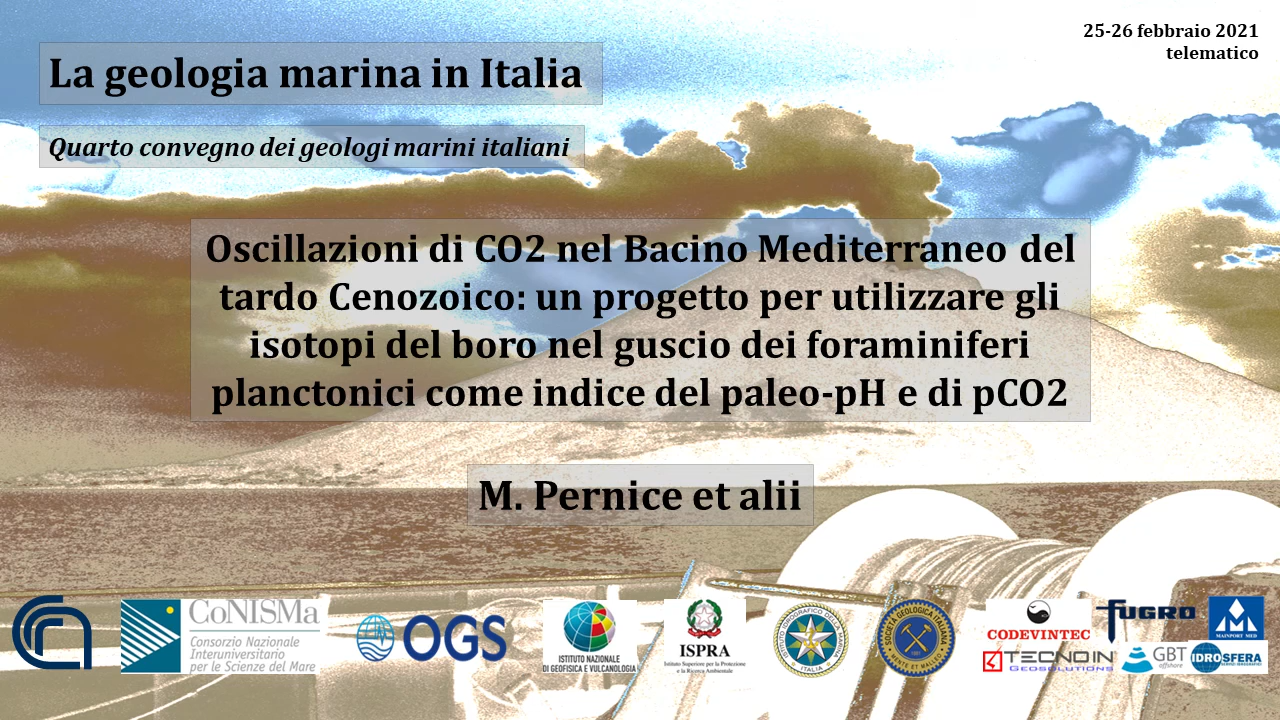 25-26 febbraio 2021
telematico
La geologia marina in Italia
Quarto convegno dei geologi marini italiani
Oscillazioni di CO2 nel Bacino Mediterraneo del
tardo Cenozoico: un progetto per utilizzare gli
isotopi del boro nel guscio dei foraminiferi
planctonici come indice del paleo-pH e di pCO2
M. Pernice et alii
CoNISMa
Consorzio Nazionale
Interuniversitario
per le Scienze del Mare
OGS
ISTITUTO NAZIONALE
DI GEOFISICA E VULCANOLOGIA
ISPRA
Istituto Superiore per la Protezione
e la Ricerca Ambientale
ITALIA
CODEVINTEC
TECNOIN
GEOSOLUTIONS
FUGRO
MAINPORT MED
GBT
offshore
IDROSFERA